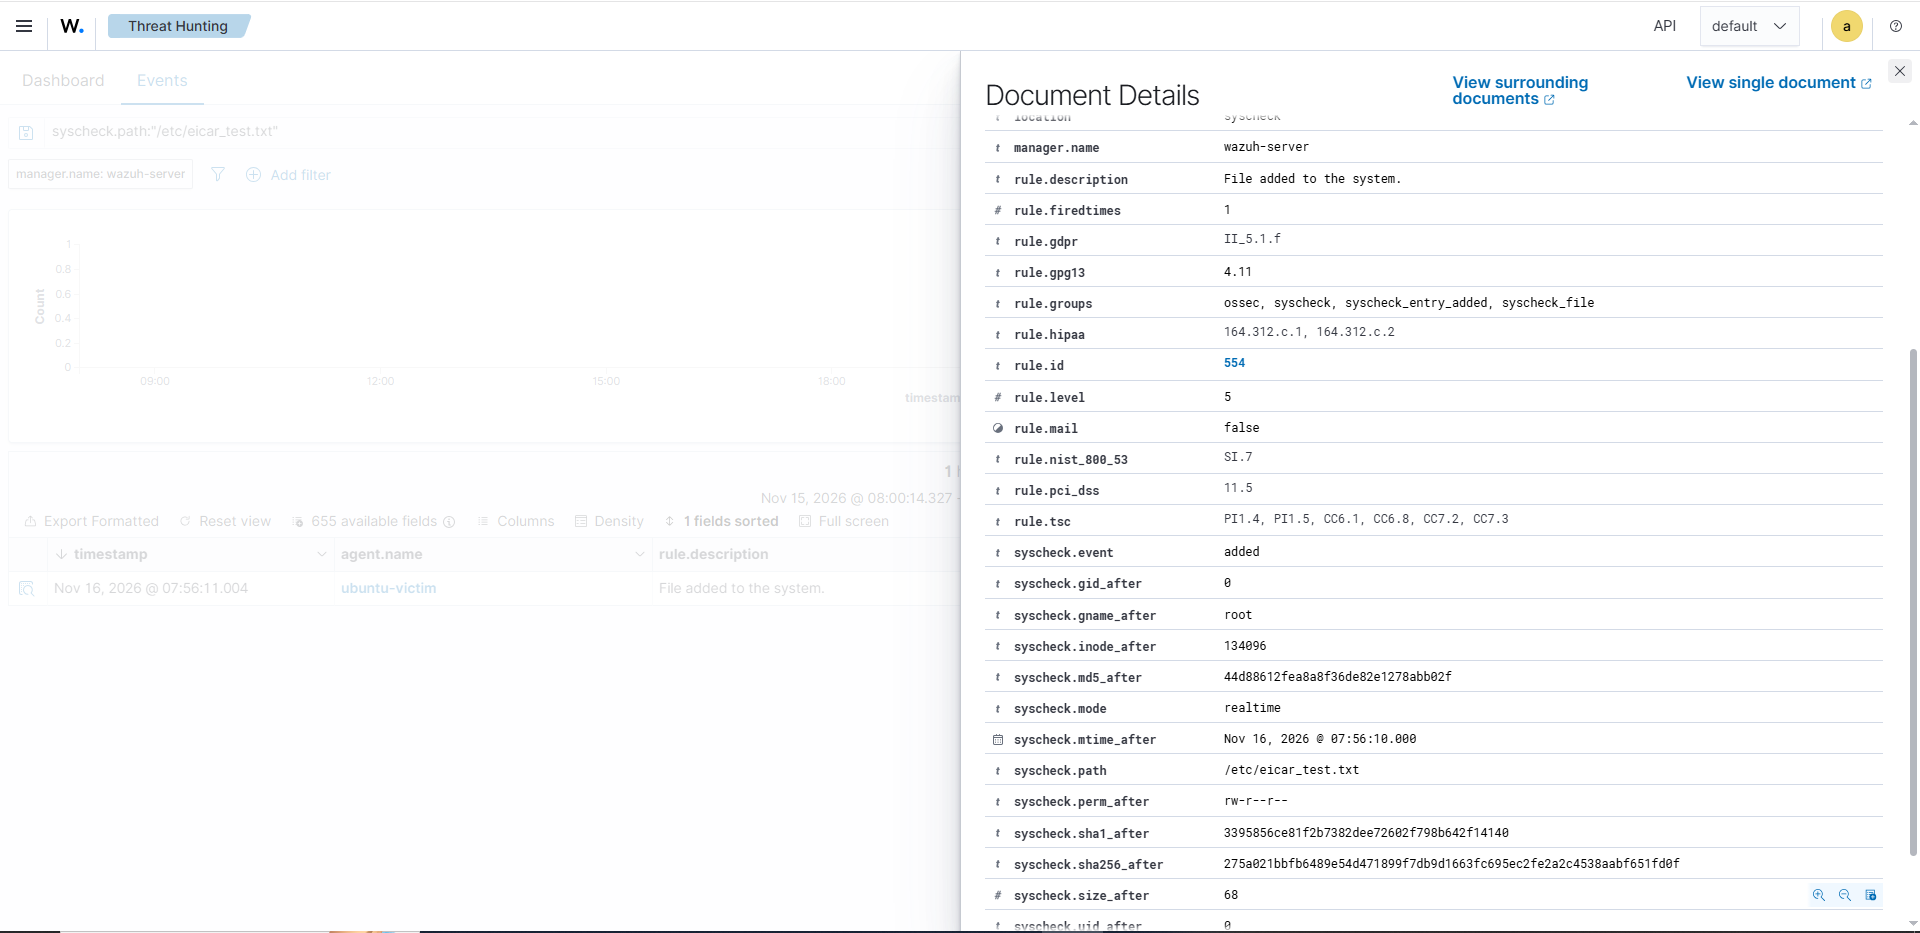 W. Threat Hunting API default a
Dashboard Events
syscheck.path:"/etc/eicar_test.txt"
manager.name: wazuh-server Add filter
1
0.8
0.6
0.4
0.2
0
Count
09:00 12:00 15:00 18:00
timestam
1 h
Nov 15, 2026 @ 08:00:14.327 -
Export Formatted Reset view 655 available fields Columns Density 1 fields sorted Full screen
timestamp agent.name rule.description
Nov 16, 2026 @ 07:56:11.004 ubuntu-victim File added to the system.
Document Details
View surrounding
documents
View single document
t location syscheck
t manager.name wazuh-server
t rule.description File added to the system.
# rule.firedtimes 1
t rule.gdpr II_5.1.f
t rule.gpg13 4.11
t rule.groups ossec, syscheck, syscheck_entry_added, syscheck_file
t rule.hipaa 164.312.c.1, 164.312.c.2
t rule.id 554
# rule.level 5
rule.mail false
t rule.nist_800_53 SI.7
t rule.pci_dss 11.5
t rule.tsc PI1.4, PI1.5, CC6.1, CC6.8, CC7.2, CC7.3
t syscheck.event added
t syscheck.gid_after 0
t syscheck.gname_after root
t syscheck.inode_after 134096
t syscheck.md5_after 44d88612fea8a8f36de82e1278abb02f
t syscheck.mode realtime
syscheck.mtime_after Nov 16, 2026 @ 07:56:10.000
t syscheck.path /etc/eicar_test.txt
t syscheck.perm_after rw-r--r--
t syscheck.sha1_after 3395856ce81f2b7382dee72602f798b642f14140
t syscheck.sha256_after 275a021bbfb6489e54d471899f7db9d1663fc695ec2fe2a2c4538aabf651fd0f
# syscheck.size_after 68
t syscheck.uid_after 0